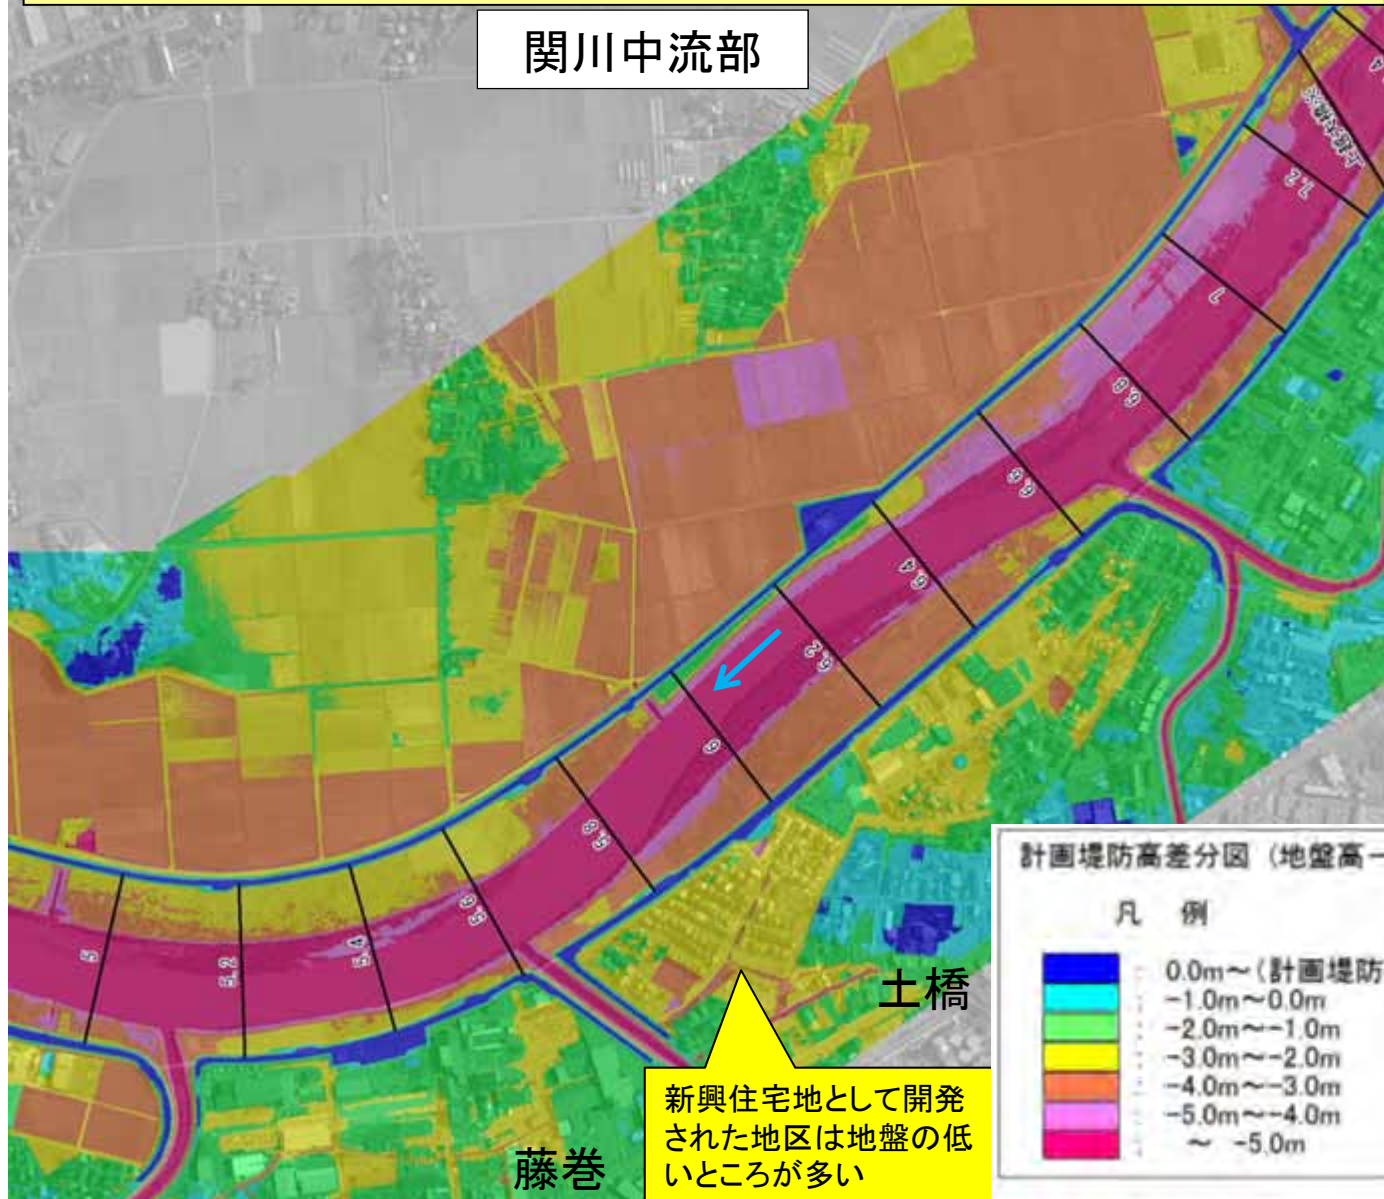 関川中流部
上越大橋
7.2
7
6.8
6.6
6.4
6.2
6
5.8
5.6
5.4
5.2
5
土橋
藤巻
新興住宅地として開発
された地区は地盤の低
いところが多い
計画堤防高差分図（地盤高－
凡 例
0.0m～（計画堤防
-1.0m～0.0m
-2.0m～-1.0m
-3.0m～-2.0m
-4.0m～-3.0m
-5.0m～-4.0m
～ -5.0m